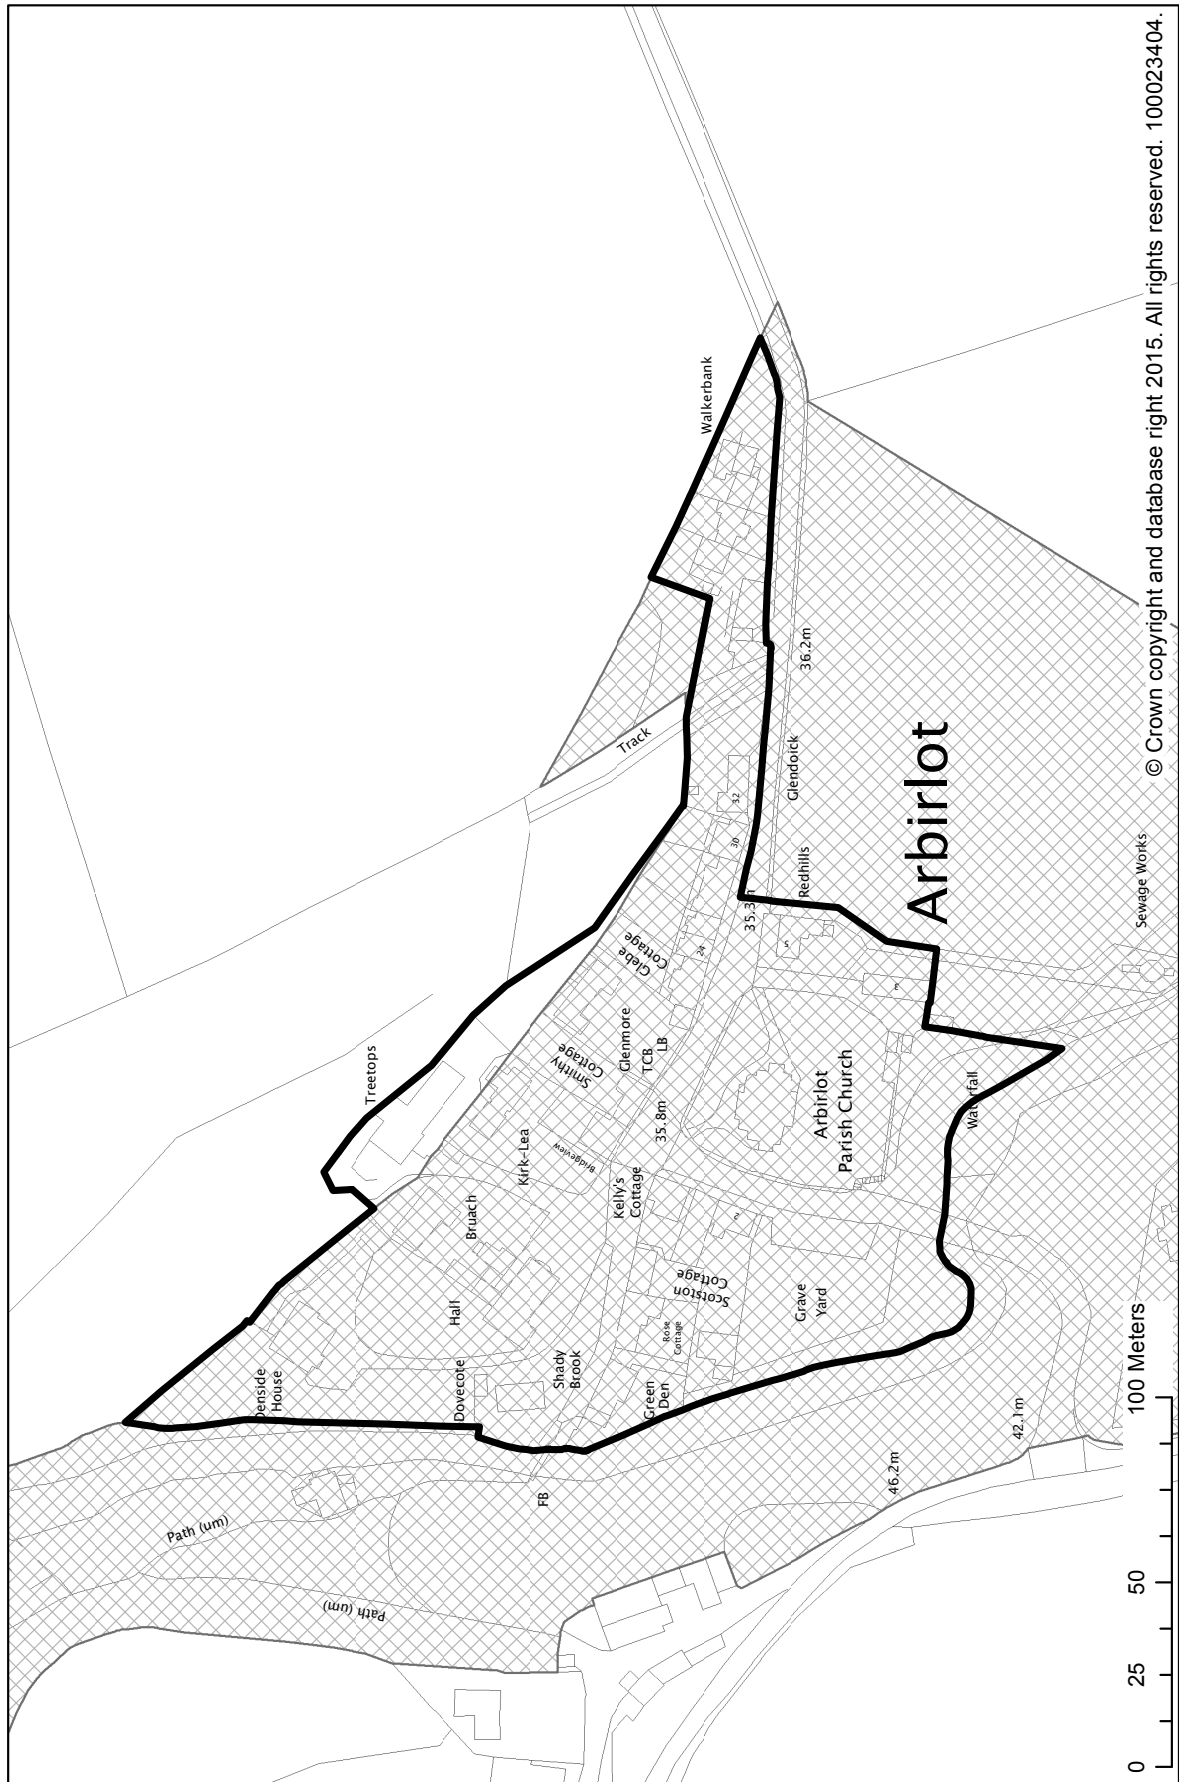 Treetops
Walkerbank
Denside
House
Hall
Bruach
Kirk-Lea
Dovecote
Shady
Brook
FB
Path (um)
Path (um)
Bridgeview
Smithy
Cottage
Glenmore
TCB
LB
Glebe
Cottage
Track
24
30
32
Kelly's
Cottage
35.8m
35.3m
36.2m
Glendoick
Redhills
5
3
2
Green
Den
Rose
Cottage
Scotston
Cottage
Grave
Yard
Arbirlot
Parish Church
Arbirlot
Waterfall
46.2m
42.1m
Sewage Works
0 25 50 100 Meters
© Crown copyright and database right 2015. All rights reserved. 100023404.